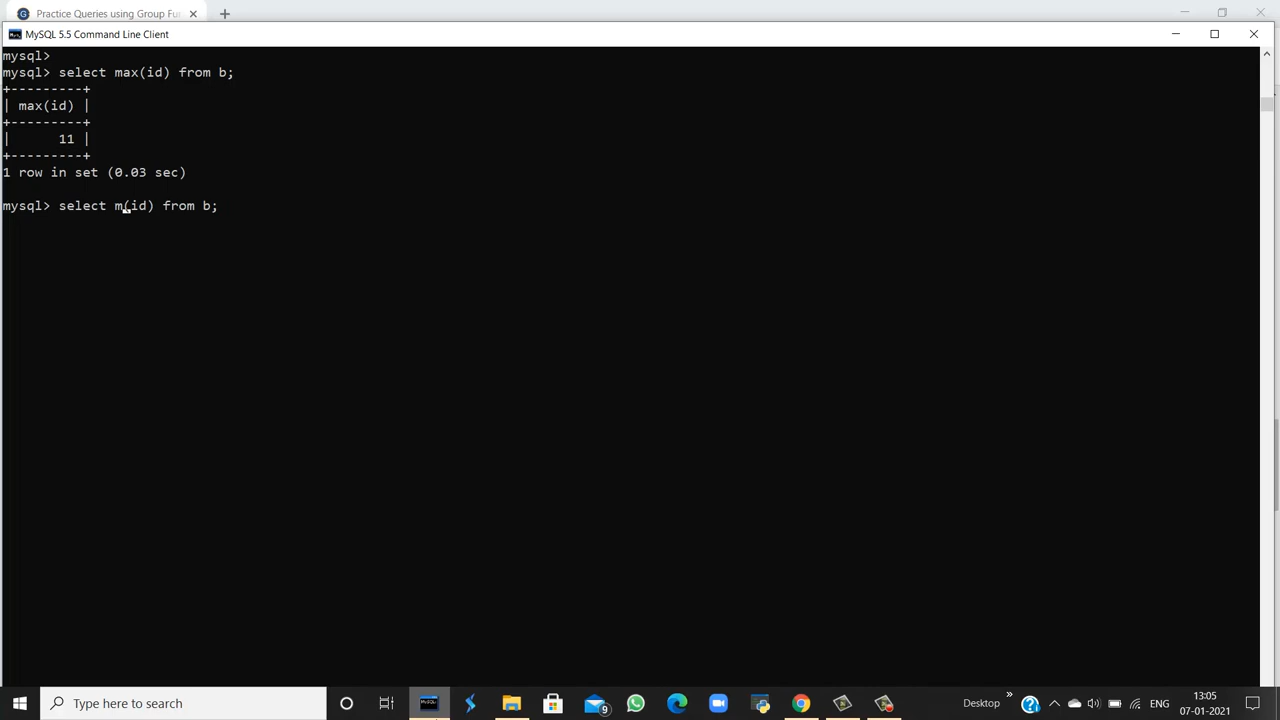 Practice Queries using Group Fu
MySQL 5.5 Command Line Client
mysql>
mysql> select max(id) from b;
+---------+
| max(id) |
+---------+
|      11 |
+---------+
1 row in set (0.03 sec)
mysql> select m(id) from b;
Type here to search
9
Desktop
»
ENG
13:05
07-01-2021